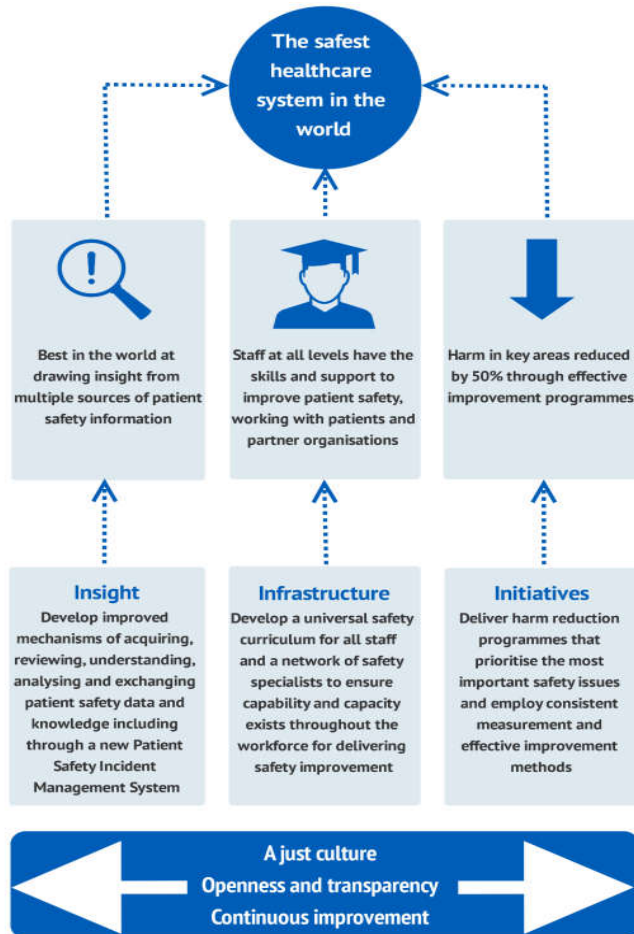 The safest
healthcare
system in the
world
Best in the world at
drawing insight from
multiple sources of patient
safety information
Staff at all levels have the
skills and support to
improve patient safety,
working with patients and
partner organisations
Harm in key areas reduced
by 50% through effective
improvement programmes
Insight
Develop improved
mechanisms of acquiring,
reviewing, understanding,
analysing and exchanging
patient safety data and
knowledge including
through a new Patient
Safety Incident
Management System
Infrastructure
Develop a universal safety
curriculum for all staff
and a network of safety
specialists to ensure
capability and capacity
exists throughout the
workforce for delivering
safety improvement
Initiatives
Deliver harm reduction
programmes that
prioritise the most
important safety issues
and employ consistent
measurement and
effective improvement
methods
A just culture
Openness and transparency
Continuous improvement